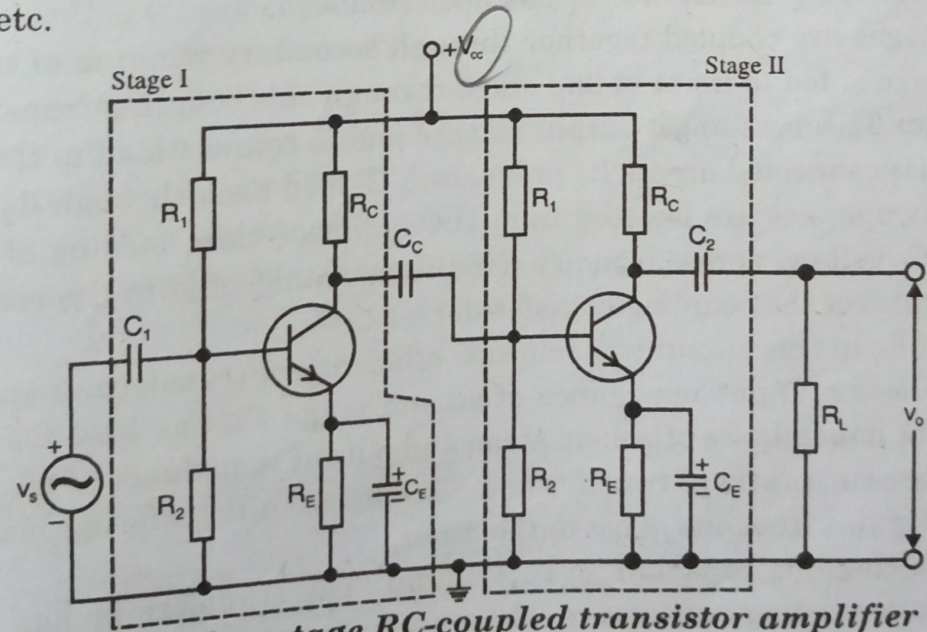 etc.
+Vcc
Stage I
Stage II
R1
RC
CC
R1
RC
C2
C1
+
vs
−
R2
RE
+
CE
R2
RE
+
CE
RL
vo
RC-coupled transistor amplifier